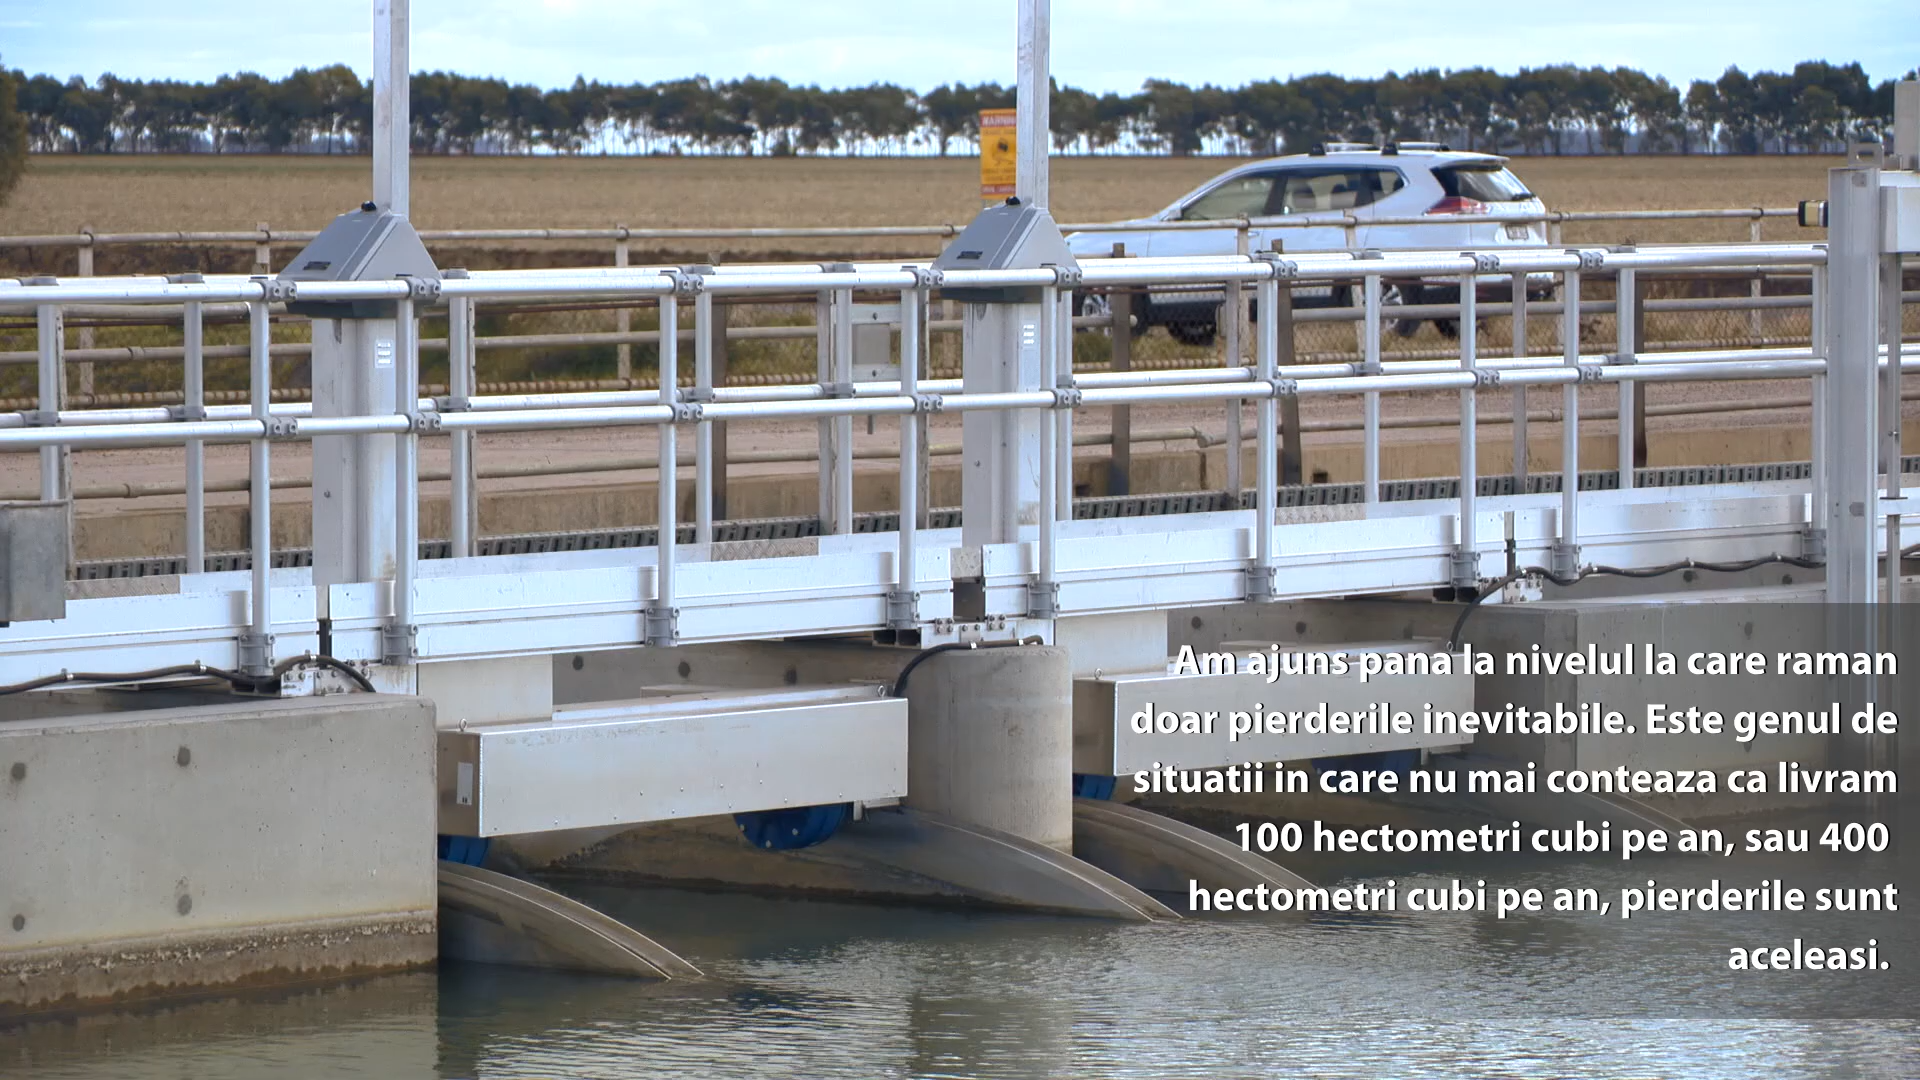 WARNING
Am ajuns pana la nivelul la care raman
doar pierderile inevitabile. Este genul de
situatii in care nu mai conteaza ca livram
100 hectometri cubi pe an, sau 400
hectometri cubi pe an, pierderile sunt
aceleasi.